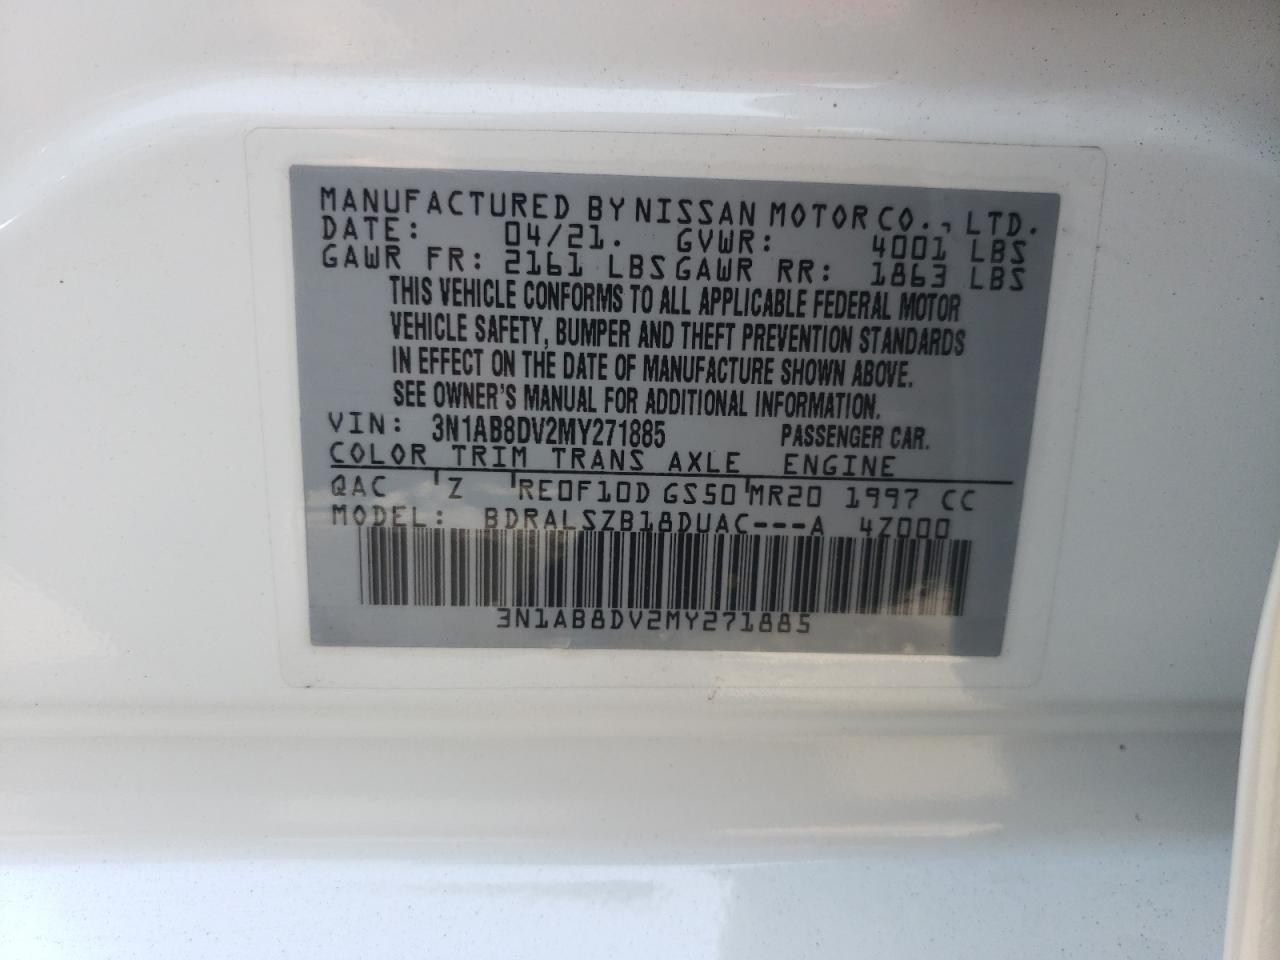 MANUFACTURED BY NISSAN MOTOR CO., LTD.
DATE: 04/21. GVWR: 4001 LBS
GAWR FR: 2161 LBS GAWR RR: 1863 LBS
THIS VEHICLE CONFORMS TO ALL APPLICABLE FEDERAL MOTOR
VEHICLE SAFETY, BUMPER AND THEFT PREVENTION STANDARDS
IN EFFECT ON THE DATE OF MANUFACTURE SHOWN ABOVE.
SEE OWNER'S MANUAL FOR ADDITIONAL INFORMATION.
VIN: 3N1AB8DV2MY271885 PASSENGER CAR.
COLOR TRIM TRANS AXLE ENGINE
QAC Z RE0F10D GS50 MR20 1997 CC
MODEL: BDRALSZB18DUAC---A 4Z000
3N1AB8DV2MY271885